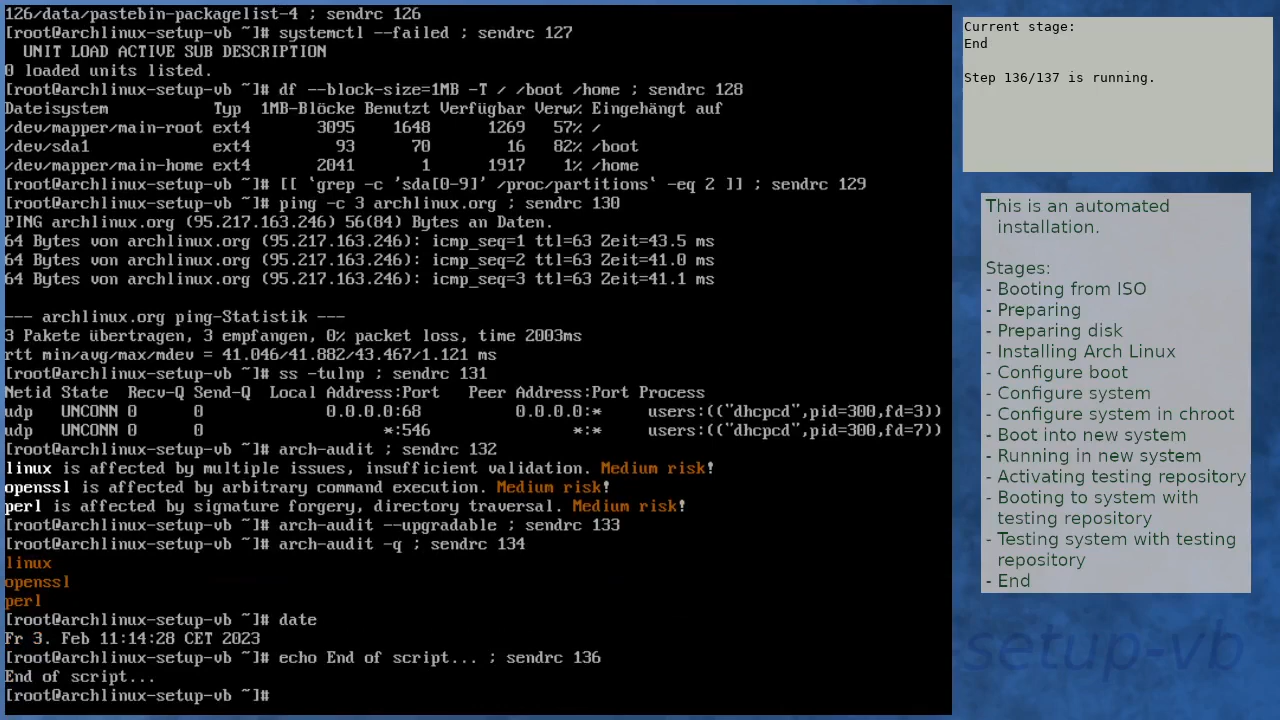 126/data/pastebin-packagelist-4 ; sendrc 126
[root@archlinux-setup-vb ~]# systemctl --failed ; sendrc 127
  UNIT LOAD ACTIVE SUB DESCRIPTION
0 loaded units listed.
[root@archlinux-setup-vb ~]# df --block-size=1MB -T / /boot /home ; sendrc 128
Dateisystem           Typ  1MB-Blöcke Benutzt Verfügbar Verw% Eingehängt auf
/dev/mapper/main-root ext4       3095    1648      1269   57% /
/dev/sda1             ext4         93      70        16   82% /boot
/dev/mapper/main-home ext4       2041       1      1917    1% /home
[root@archlinux-setup-vb ~]# [[ `grep -c 'sda[0-9]' /proc/partitions` -eq 2 ]] ; sendrc 129
[root@archlinux-setup-vb ~]# ping -c 3 archlinux.org ; sendrc 130
PING archlinux.org (95.217.163.246) 56(84) Bytes an Daten.
64 Bytes von archlinux.org (95.217.163.246): icmp_seq=1 ttl=63 Zeit=43.5 ms
64 Bytes von archlinux.org (95.217.163.246): icmp_seq=2 ttl=63 Zeit=41.0 ms
64 Bytes von archlinux.org (95.217.163.246): icmp_seq=3 ttl=63 Zeit=41.1 ms
--- archlinux.org ping-Statistik ---
3 Pakete übertragen, 3 empfangen, 0% packet loss, time 2003ms
rtt min/avg/max/mdev = 41.046/41.882/43.467/1.121 ms
[root@archlinux-setup-vb ~]# ss -tulnp ; sendrc 131
Netid State  Recv-Q Send-Q  Local Address:Port   Peer Address:Port Process
udp   UNCONN 0      0             0.0.0.0:68          0.0.0.0:*     users:(("dhcpcd",pid=300,fd=3))
udp   UNCONN 0      0                   *:546               *:*     users:(("dhcpcd",pid=300,fd=7))
[root@archlinux-setup-vb ~]# arch-audit ; sendrc 132
linux is affected by multiple issues, insufficient validation. Medium risk!
openssl is affected by arbitrary command execution. Medium risk!
perl is affected by signature forgery, directory traversal. Medium risk!
[root@archlinux-setup-vb ~]# arch-audit --upgradable ; sendrc 133
[root@archlinux-setup-vb ~]# arch-audit -q ; sendrc 134
linux
openssl
perl
[root@archlinux-setup-vb ~]# date
Fr 3. Feb 11:14:28 CET 2023
[root@archlinux-setup-vb ~]# echo End of script... ; sendrc 136
End of script...
[root@archlinux-setup-vb ~]#
Current stage:
End
Step 136/137 is running.
This is an automated
installation.
Stages:
- Booting from ISO
- Preparing
- Preparing disk
- Installing Arch Linux
- Configure boot
- Configure system
- Configure system in chroot
- Boot into new system
- Running in new system
- Activating testing repository
- Booting to system with
testing repository
- Testing system with testing
repository
- End
setup-vb